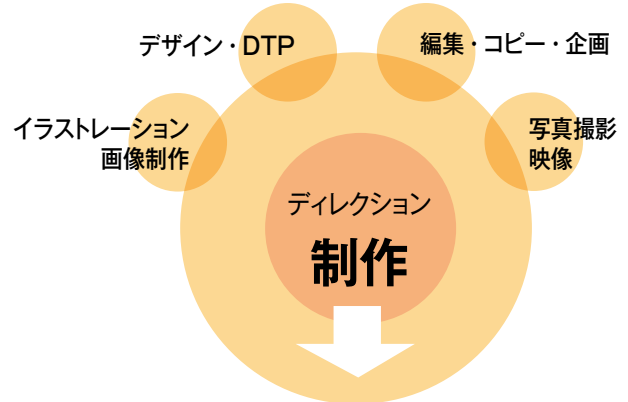 デザイン・DTP
編集・コピー・企画
イラストレーション
画像制作
写真撮影
映像
ディレクション
制作